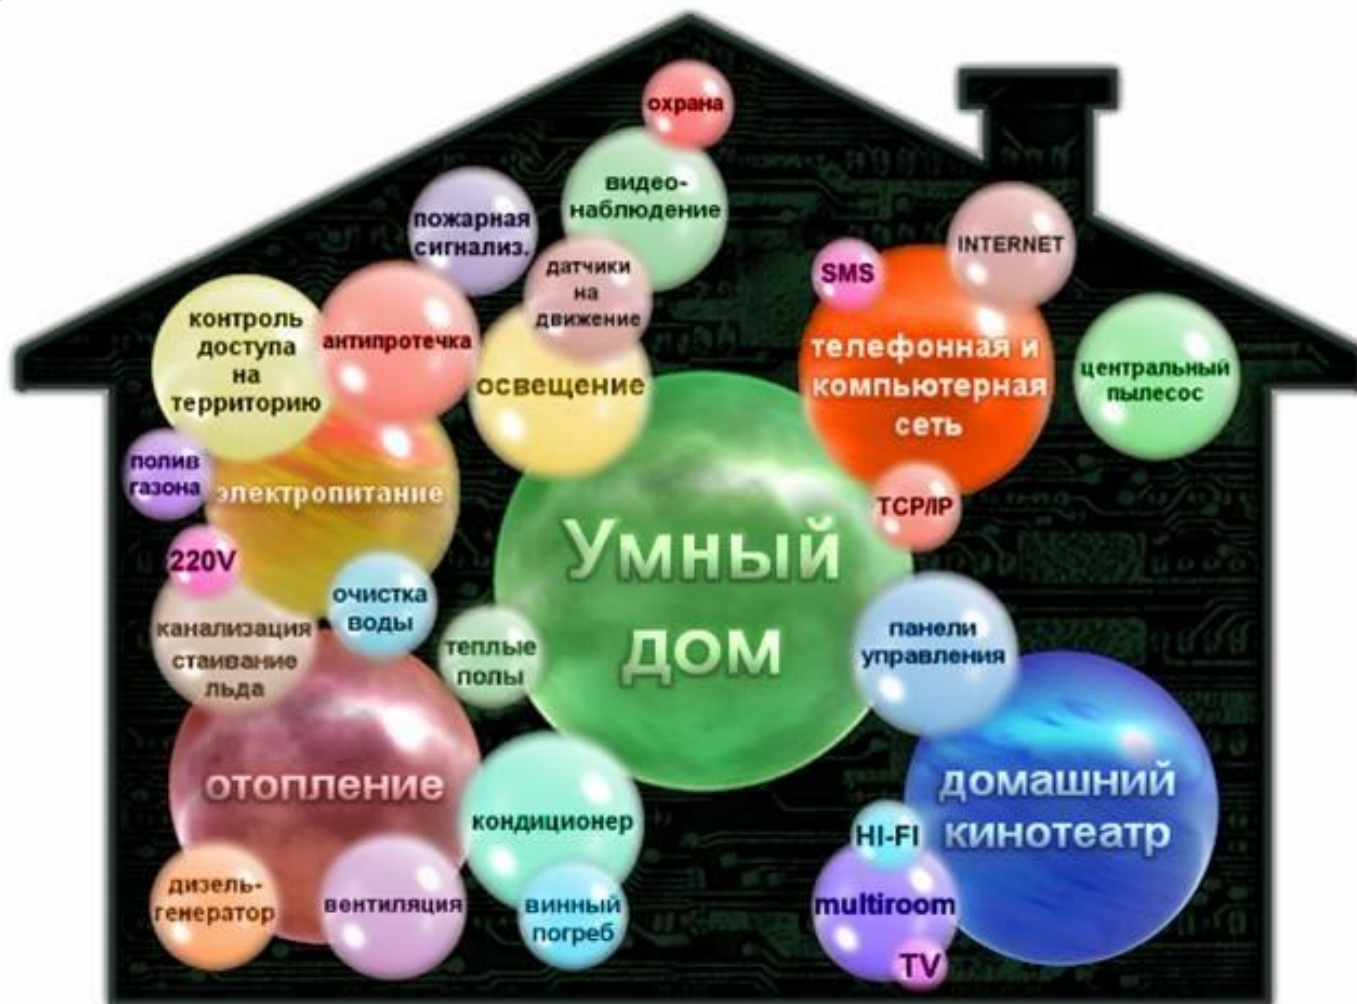 охрана
видео-
наблюдение
пожарная
сигнализ.
датчики
на
движение
SMS
INTERNET
контроль
доступа
на
территорию
антипротечка
освещение
телефонная и
компьютерная
сеть
центральный
пылесос
полив
газона
электропитание
TCP/IP
220V
Умный
дом
очистка
воды
канализация
стаивание
льда
теплые
полы
панели
управления
отопление
кондиционер
домашний
кинотеатр
HI-FI
дизель-
генератор
вентиляция
винный
погреб
multiroom
TV